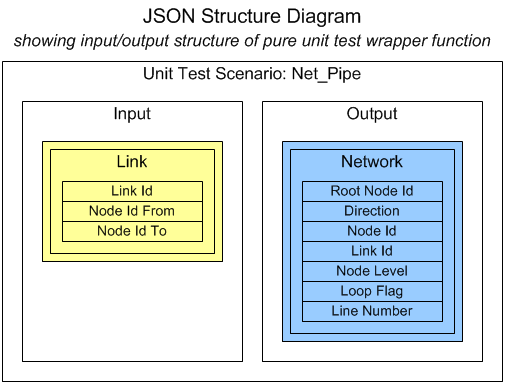 JSON Structure Diagram
showing input/output structure of pure unit test wrapper function
Unit Test Scenario: Net_Pipe
Input
Link
Link Id
Node Id From
Node Id To
Output
Network
Root Node Id
Direction
Node Id
Link Id
Node Level
Loop Flag
Line Number